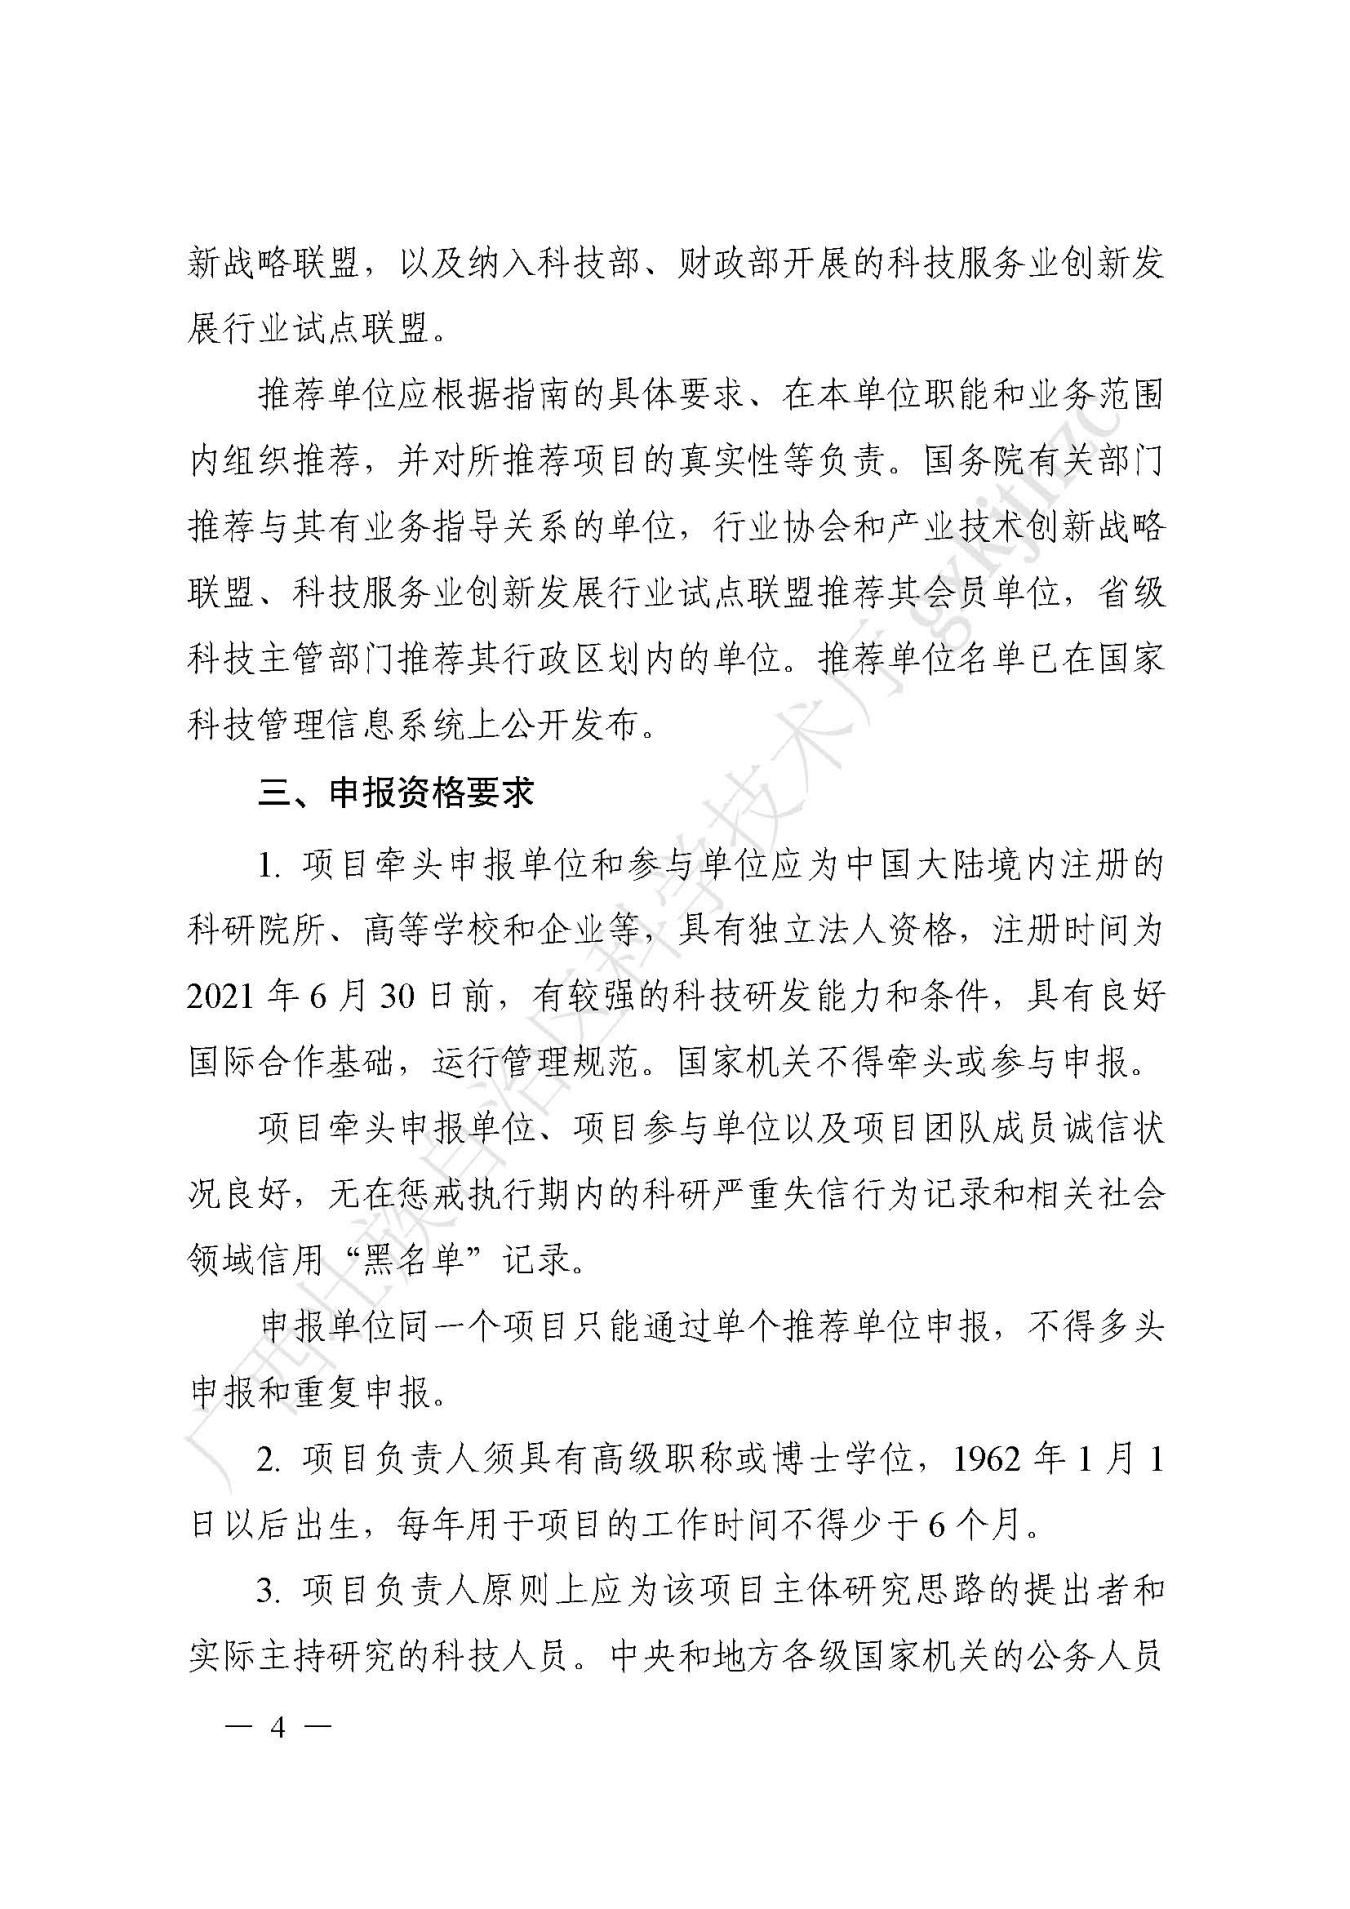 新战略联盟，以及纳入科技部、财政部开展的科技服务业创新发
展行业试点联盟。
推荐单位应根据指南的具体要求、在本单位职能和业务范围
内组织推荐，并对所推荐项目的真实性等负责。国务院有关部门
推荐与其有业务指导关系的单位，行业协会和产业技术创新战略
联盟、科技服务业创新发展行业试点联盟推荐其会员单位，省级
科技主管部门推荐其行政区划内的单位。推荐单位名单已在国家
科技管理信息系统上公开发布。
三、申报资格要求
1. 项目牵头申报单位和参与单位应为中国大陆境内注册的
科研院所、高等学校和企业等，具有独立法人资格，注册时间为
2021 年 6 月 30 日前，有较强的科技研发能力和条件，具有良好
国际合作基础，运行管理规范。国家机关不得牵头或参与申报。
项目牵头申报单位、项目参与单位以及项目团队成员诚信状
况良好，无在惩戒执行期内的科研严重失信行为记录和相关社会
领域信用“黑名单”记录。
申报单位同一个项目只能通过单个推荐单位申报，不得多头
申报和重复申报。
2. 项目负责人须具有高级职称或博士学位，1962 年 1 月 1
日以后出生，每年用于项目的工作时间不得少于 6 个月。
3. 项目负责人原则上应为该项目主体研究思路的提出者和
实际主持研究的科技人员。中央和地方各级国家机关的公务人员
— 4 —
广西壮族自治区科学技术厅